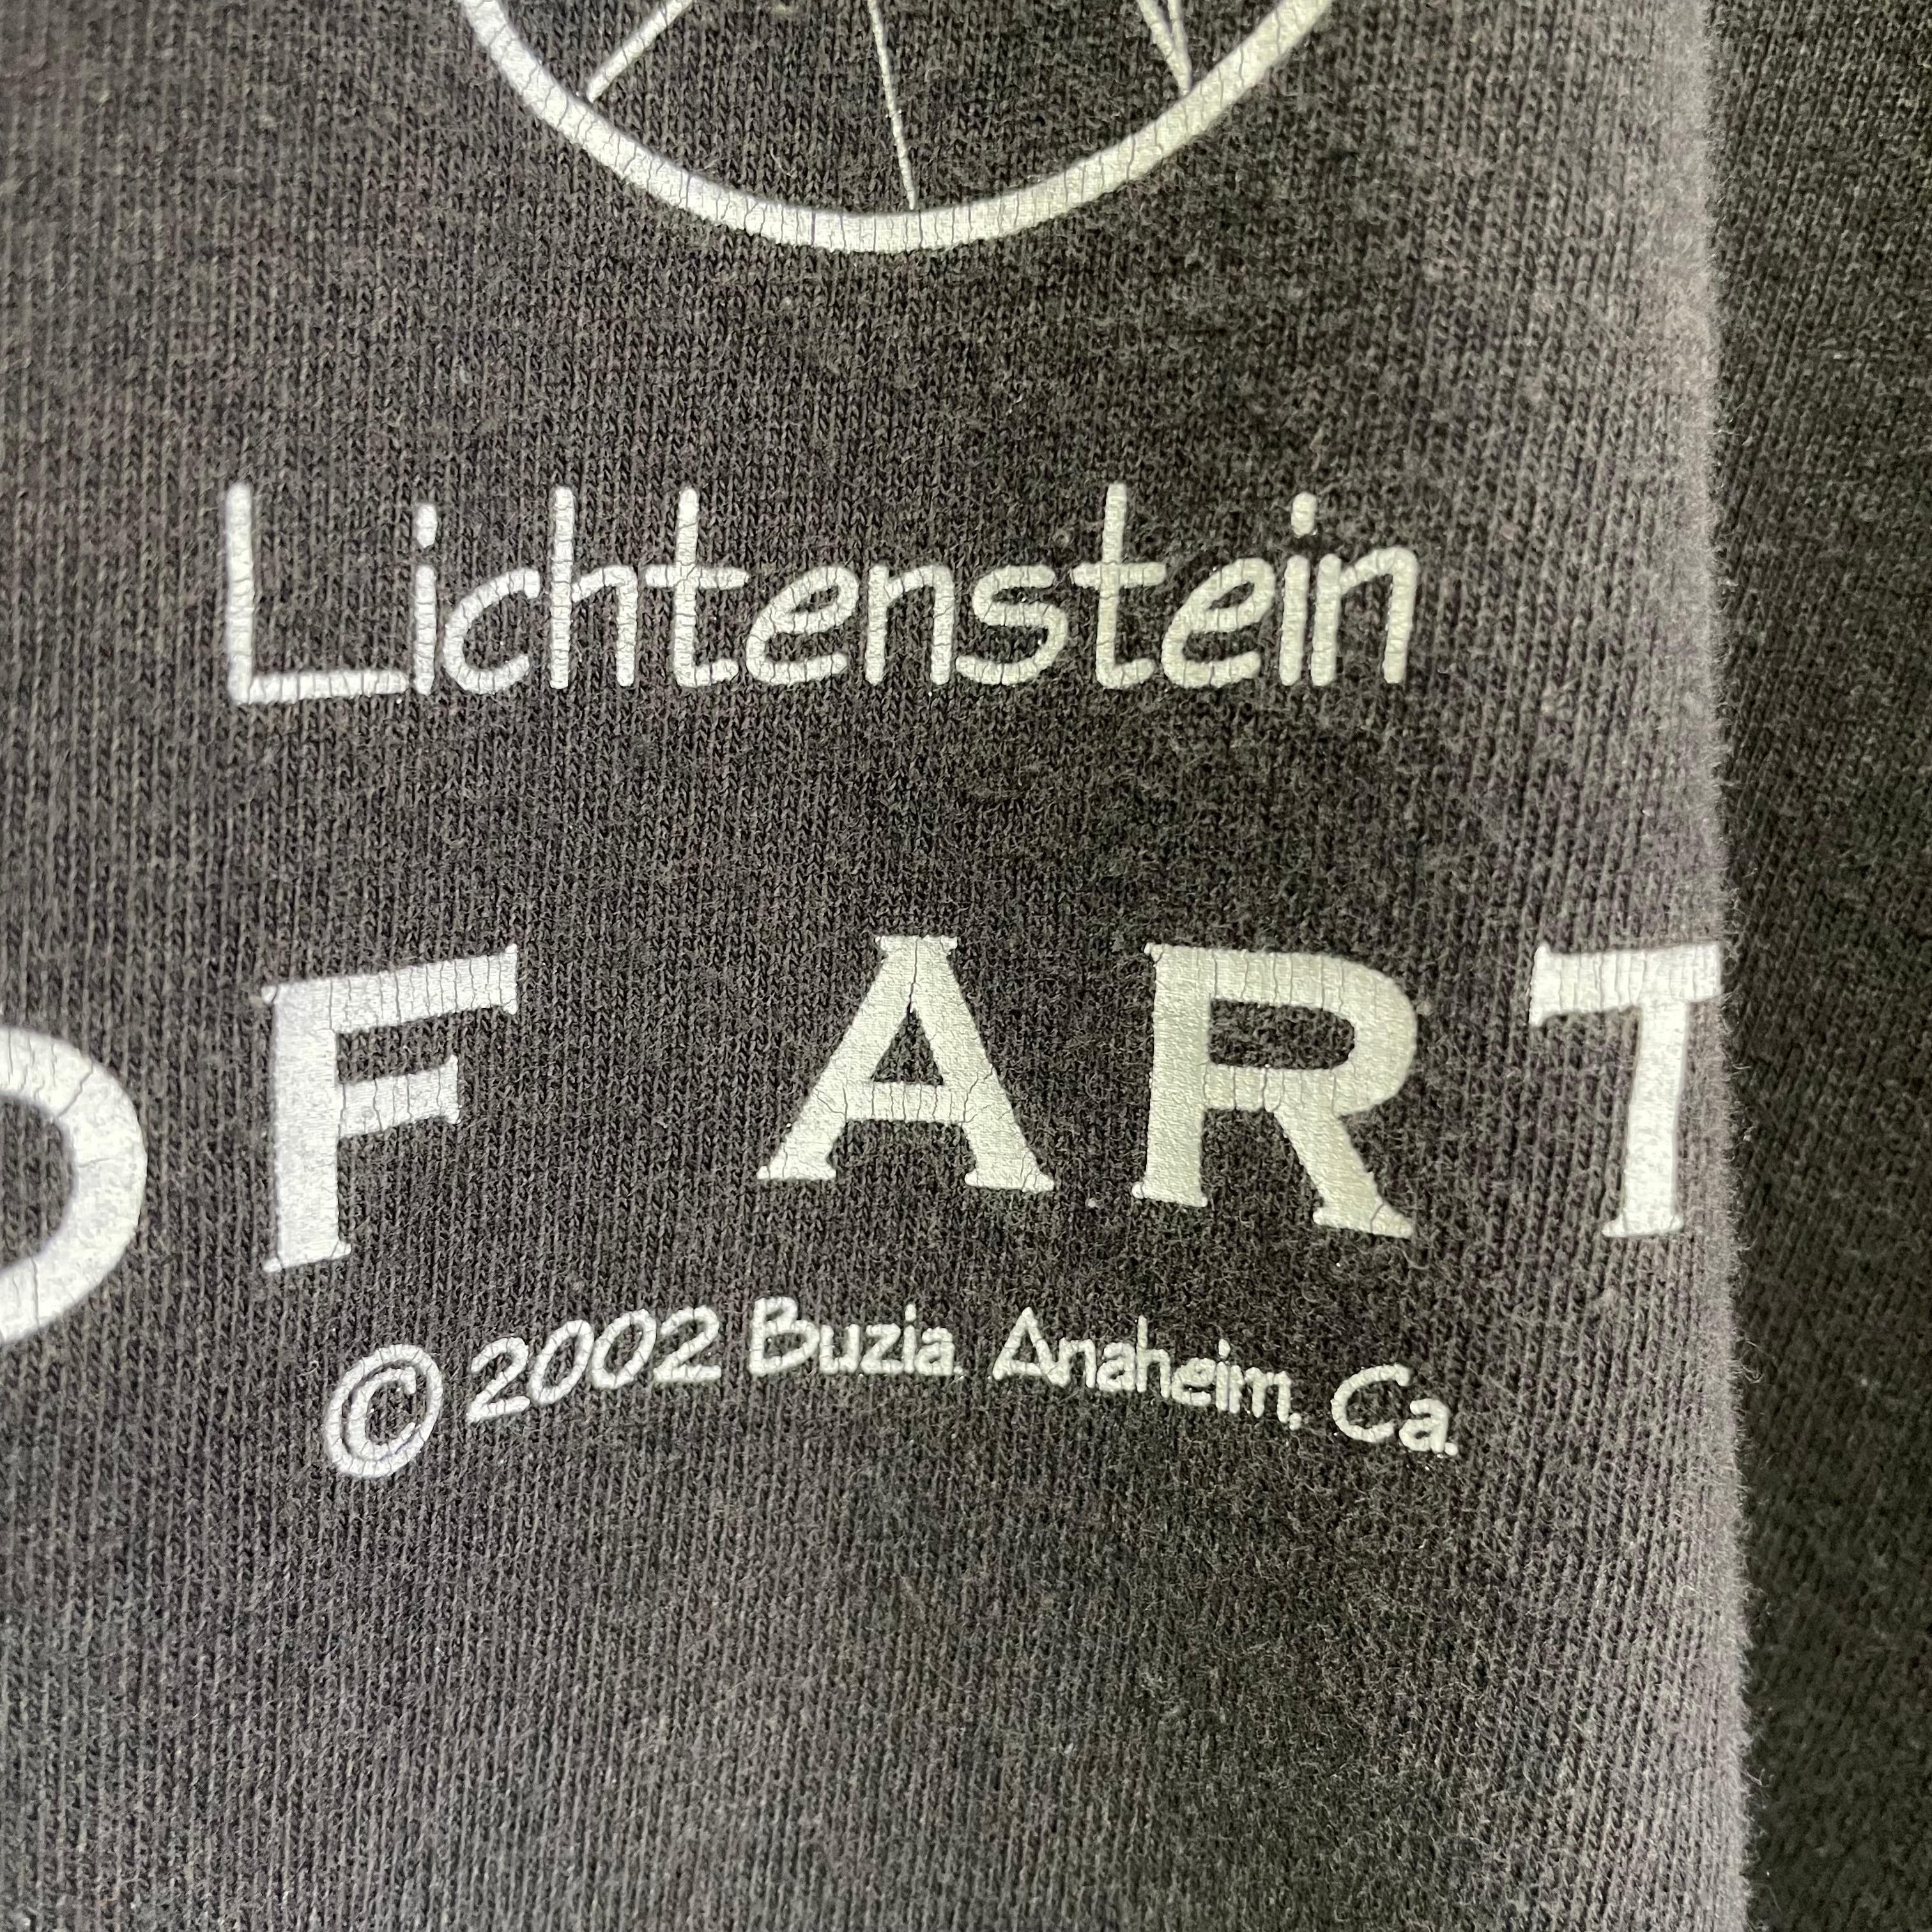 Lichtenstein
OF ART
© 2002 Buzia. Anaheim, Ca.